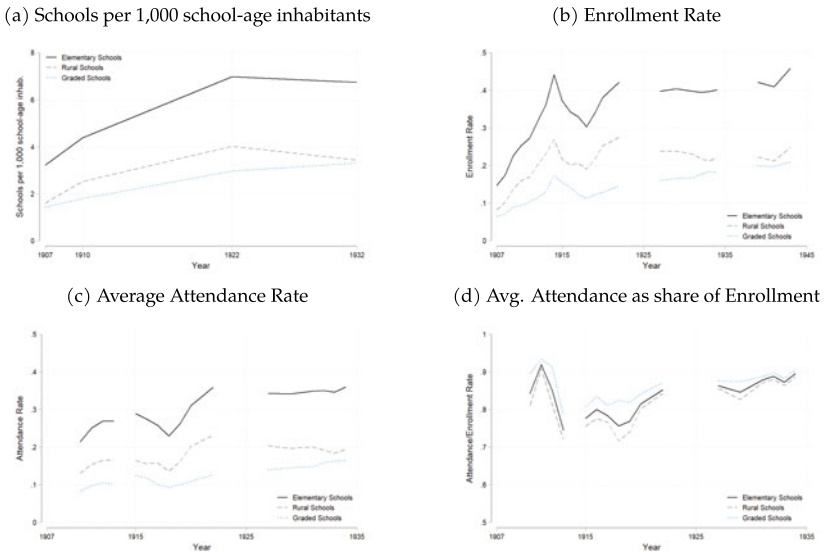 (a) Schools per 1,000 school-age inhabitants
Schools per 1,000 school-age inhab.
8
6
4
2
0
Elementary Schools
Rural Schools
Graded Schools
1907 1910 1922 1932
Year
(b) Enrollment Rate
Enrollment Rate
.5
.4
.3
.2
.1
0
Elementary Schools
Rural Schools
Graded Schools
1907 1915 1925 1935 1945
Year
(c) Average Attendance Rate
Attendance Rate
.5
.4
.3
.2
.1
0
Elementary Schools
Rural Schools
Graded Schools
1907 1915 1925 1935
Year
(d) Avg. Attendance as share of Enrollment
Attendance/Enrollment Rate
1
.9
.8
.7
.6
.5
Elementary Schools
Rural Schools
Graded Schools
1907 1915 1925 1935
Year